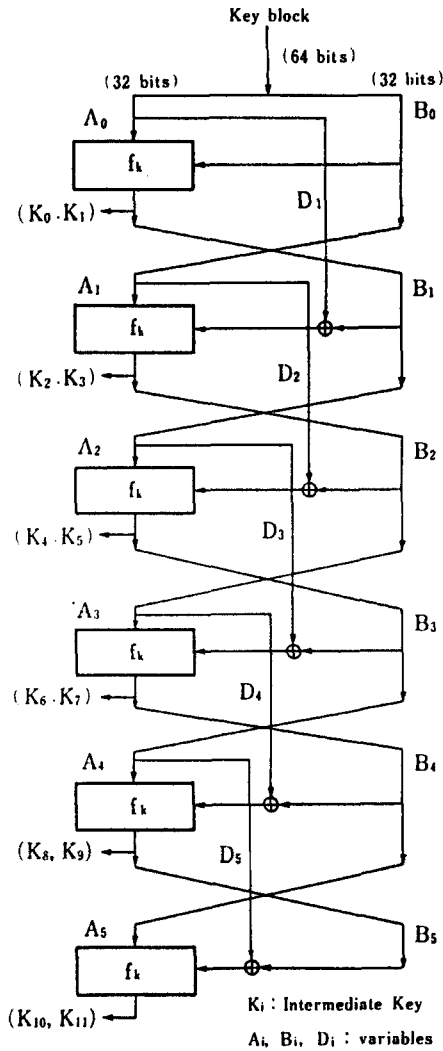 Key block
(64 bits)
(32 bits) (32 bits)
A₀ B₀
fₖ
D₁
(K₀.K₁)
A₁ B₁
fₖ
(K₂.K₃)
D₂
A₂ B₂
fₖ
(K₄.K₅)
D₃
A₃ B₃
fₖ
(K₆.K₇)
D₄
A₄ B₄
fₖ
(K₈, K₉)
D₅
A₅ B₅
fₖ
(K₁₀, K₁₁)
Kᵢ : Intermediate Key
Aᵢ, Bᵢ, Dᵢ : variables